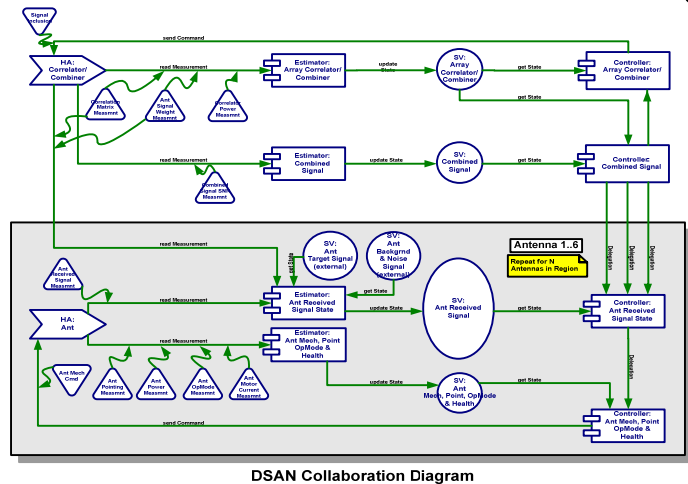 Signal
Inclusion
send Command
HA:
Correlator/
Combiner
read Measurement
Estimator:
Array Correlator/
Combiner
update
State
SV:
Array
Correlator/
Combiner
get State
Controller:
Array Correlator/
Combiner
get State
Correlation
Matrix
Measmnt
Ant
Signal
Weight
Measmnt
Correlator
Power
Measmnt
read Measurement
Estimator:
Combined
Signal
update State
SV:
Combined
Signal
get State
Controller:
Combined Signal
Combined
Signal SNR
Measmnt
read Measurement
get State
SV:
Ant
Target Signal
(external)
SV:
Ant
Backgrnd
& Noise
Signal
(external)
Antenna 1..6
Repeat for N
Antennas in Region
Delegation
Delegation
Delegation
Ant
Received
Signal
Measmnt
get State
HA:
Ant
read Measurement
Estimator:
Ant Received
Signal State
update State
SV:
Ant Received
Signal
get State
Controller:
Ant Received
Signal State
read Measurement
Estimator:
Ant Mech, Point
OpMode &
Health
Delegation
Ant Mech
Cmd
Ant
Pointing
Measmnt
Ant
Power
Measmnt
Ant
OpMode
Measmnt
Ant
Motor
Current
Measmnt
update State
SV:
Ant
Mech, Point, OpMode
& Health
get State
Controller:
Ant Mech, Point
OpMode &
Health
send Command
DSAN Collaboration Diagram